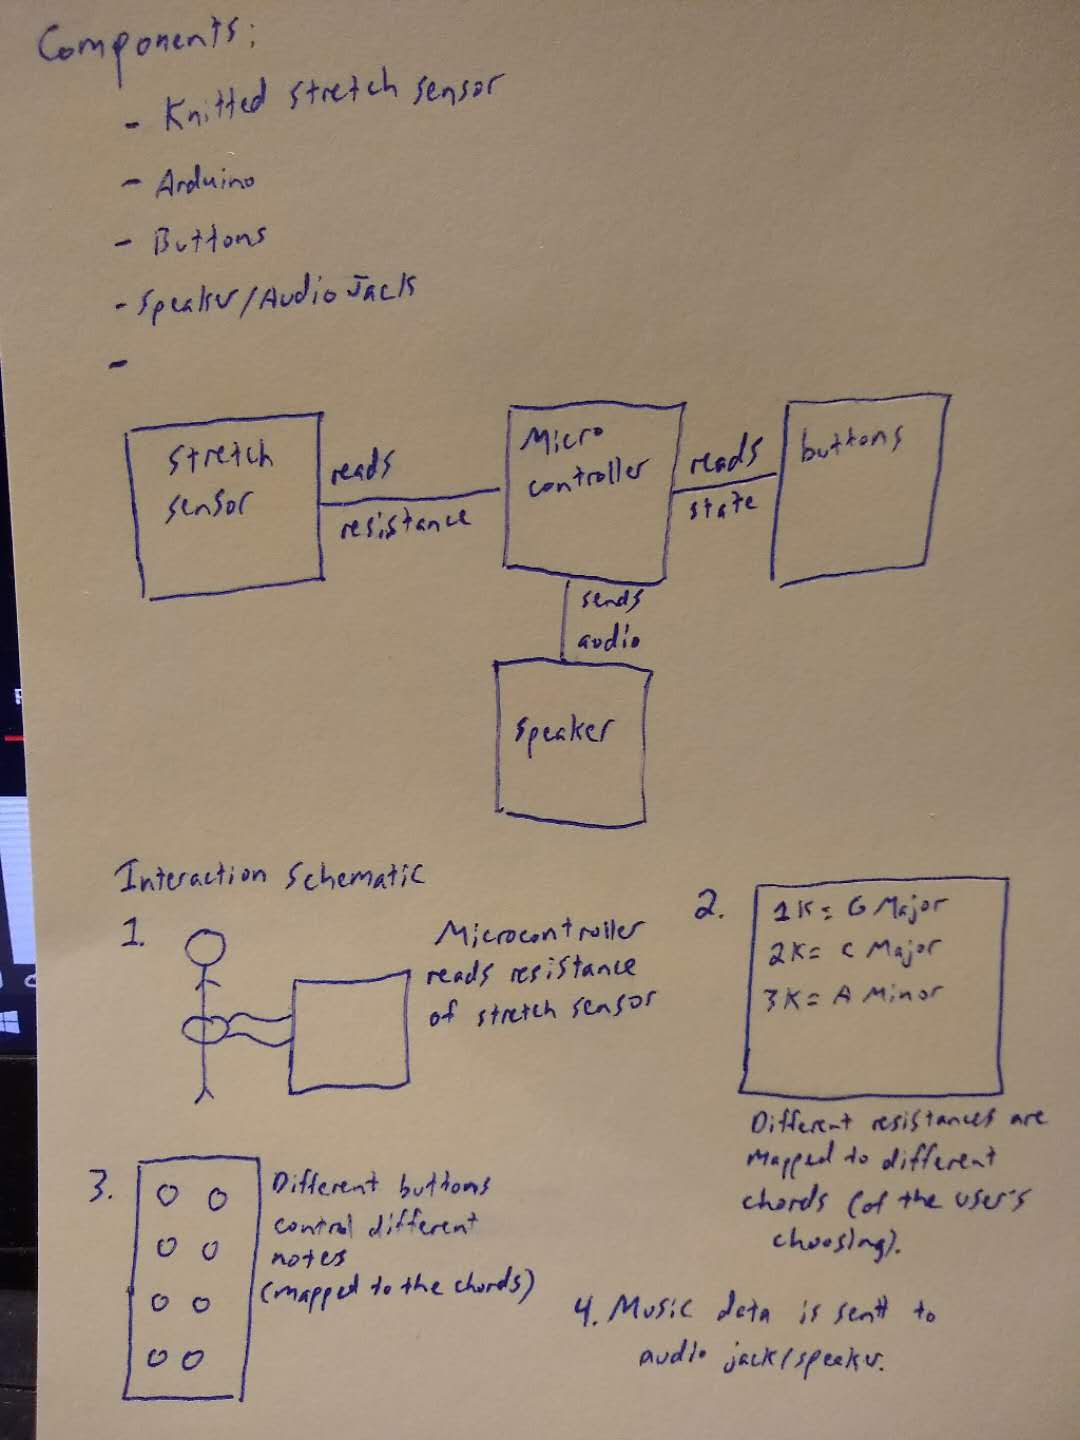 Components:
- Knitted stretch sensor
- Arduino
- Buttons
- Speaker/Audio Jack
-
stretch
sensor
reads
resistance
Micro
controller
reads
state
buttons
sends
audio
speaker
Interaction Schematic
1.
Microcontroller
reads resistance
of stretch sensor
2.
1K = G Major
2K = C Major
3K = A Minor
Different resistances are
mapped to different
chords (of the user's
choosing).
3.
Different buttons
control different
notes
(mapped to the chords)
4. Music data is sent to
audio jack/speaker.